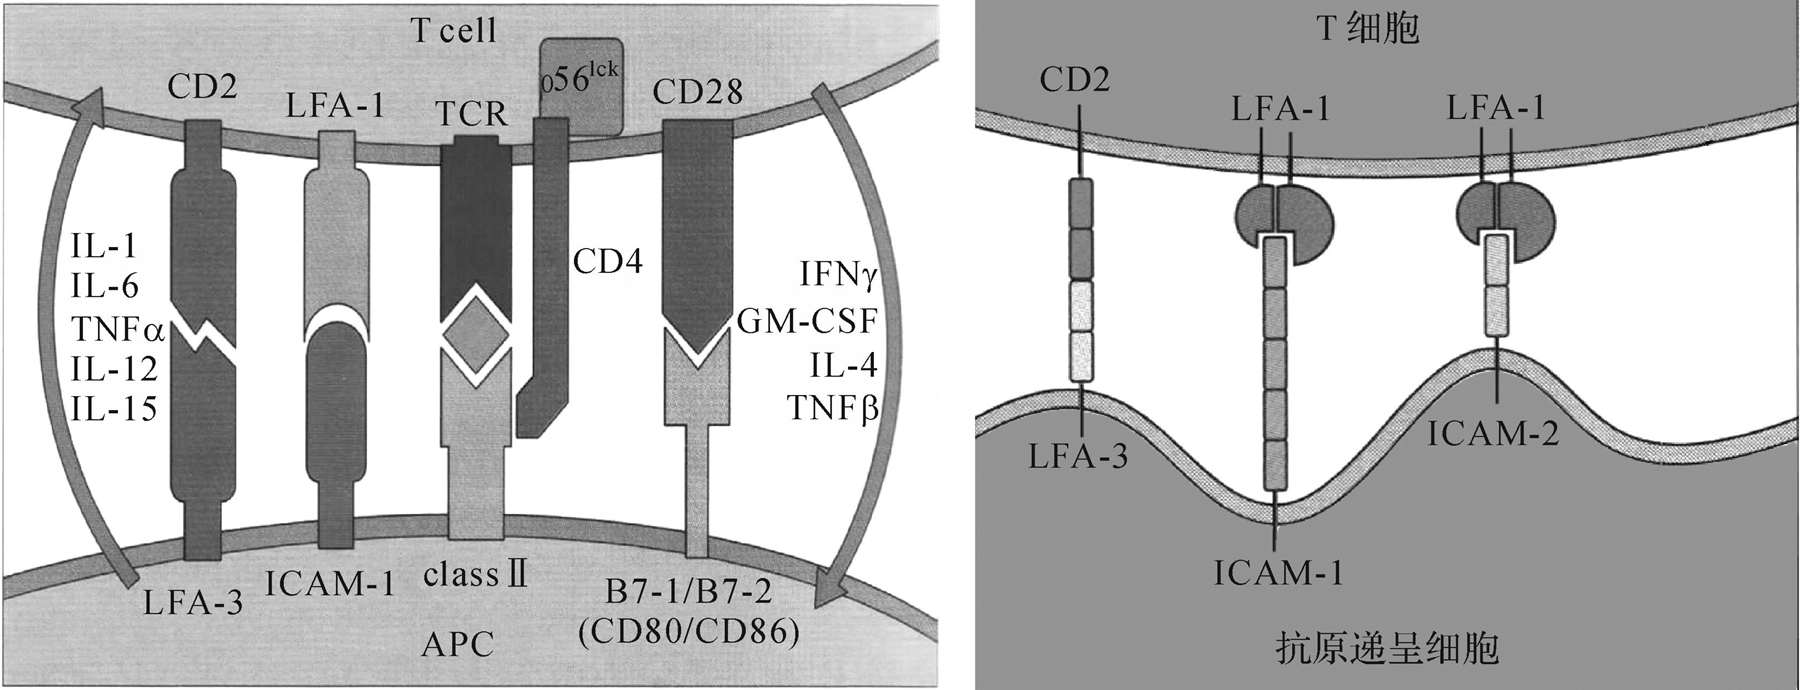 T cell
CD2
LFA-1
TCR
056lck
CD28
IL-1
IL-6
TNFα
IL-12
IL-15
CD4
IFNγ
GM-CSF
IL-4
TNFβ
LFA-3
ICAM-1
class Ⅱ
B7-1/B7-2
(CD80/CD86)
APC
T 细胞
CD2
LFA-1
LFA-1
LFA-3
ICAM-2
ICAM-1
抗原递呈细胞